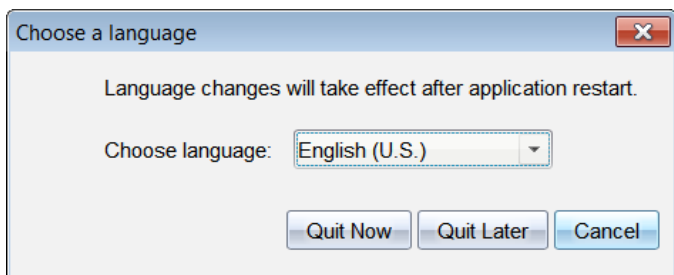 Choose a language
Language changes will take effect after application restart.
Choose language: English (U.S.)
Quit Now Quit Later Cancel